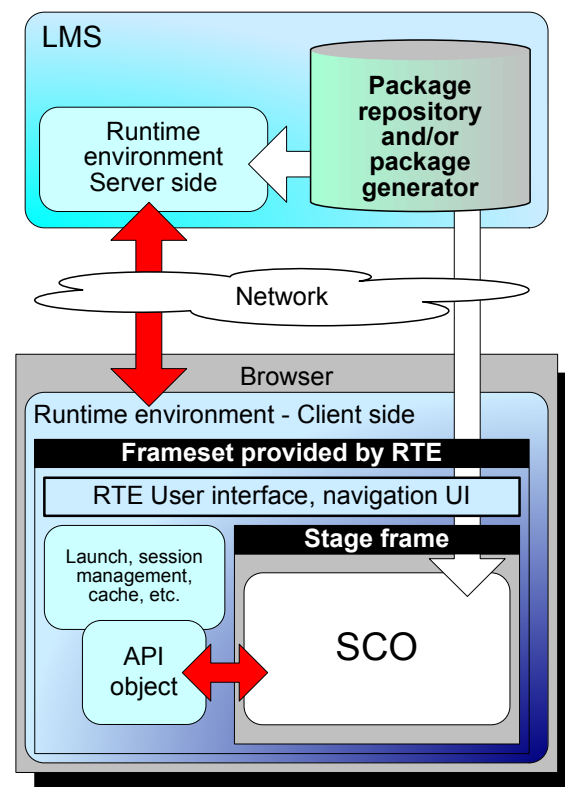 LMS
Package
repository
and/or
package
generator
Runtime
environment
Server side
Network
Browser
Runtime environment - Client side
Frameset provided by RTE
RTE User interface, navigation UI
Launch, session
management,
cache, etc.
Stage frame
API
object
SCO